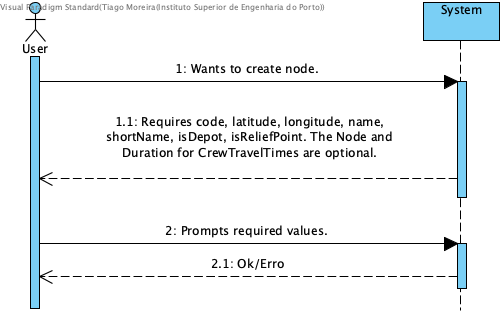 Visual Paradigm Standard(Tiago Moreira(Instituto Superior de Engenharia do Porto))
System
User
1: Wants to create node.
1.1: Requires code, latitude, longitude, name,
shortName, isDepot, isReliefPoint. The Node and
Duration for CrewTravelTimes are optional.
2: Prompts required values.
2.1: Ok/Erro